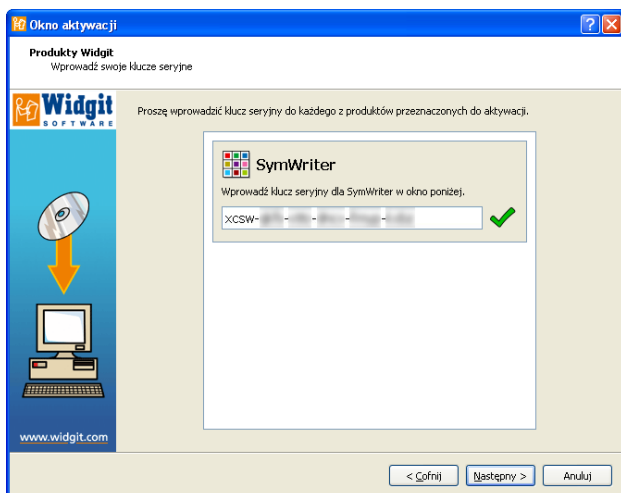 Okno aktywacji
Produkty Widgit
Wprowadź swoje klucze seryjne
Widgit
SOFTWARE
Proszę wprowadzić klucz seryjny do każdego z produktów przeznaczonych do aktywacji.
SymWriter
Wprowadź klucz seryjny dla SymWriter w okno poniżej.
xcsw-
www.widgit.com
< Cofnij
Następny >
Anuluj